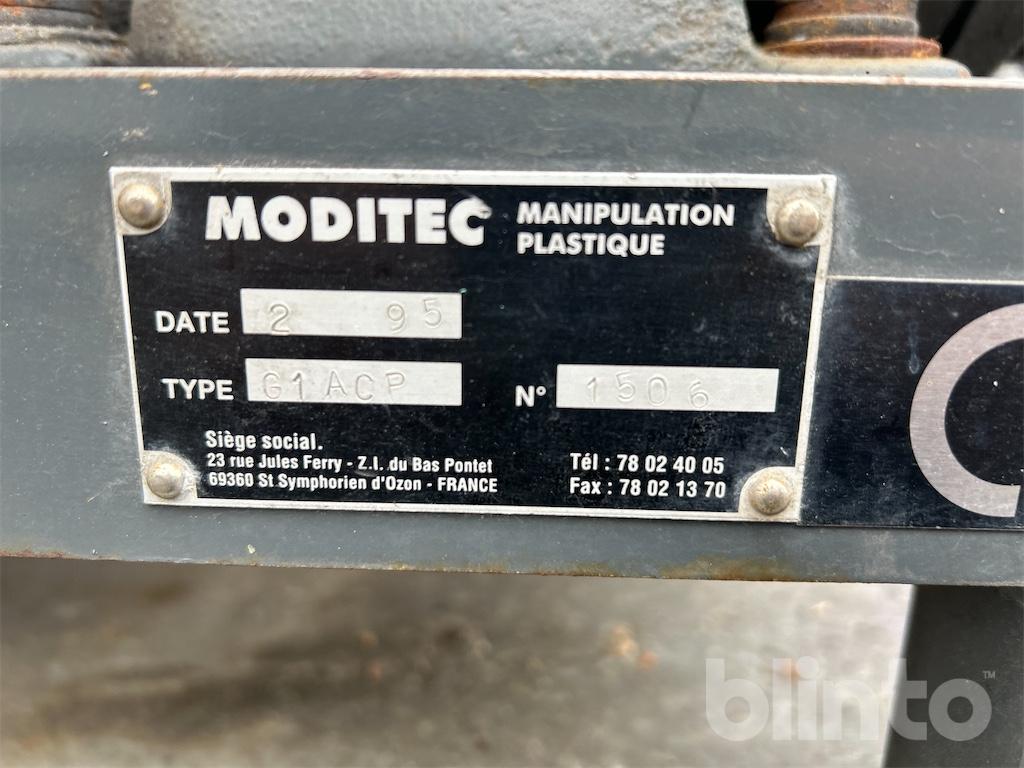 MODITEC MANIPULATION
PLASTIQUE
DATE 2 95
TYPE G1ACP N° 1506
Siège social.
23 rue Jules Ferry - Z.I. du Bas Pontet
69360 St Symphorien d'Ozon - FRANCE
Tél : 78 02 40 05
Fax : 78 02 13 70
blinto™